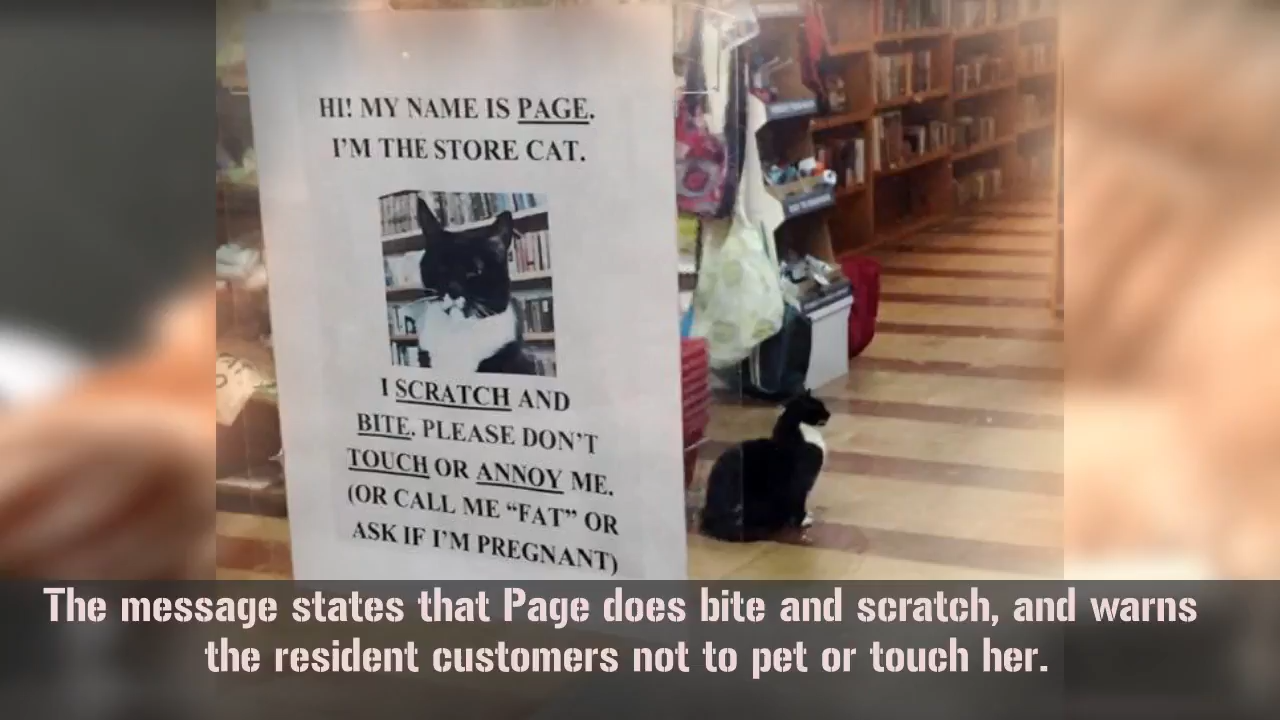 HI! MY NAME IS PAGE.
I'M THE STORE CAT.
I SCRATCH AND
BITE. PLEASE DON'T
TOUCH OR ANNOY ME.
(OR CALL ME "FAT" OR
ASK IF I'M PREGNANT)
The message states that Page does bite and scratch, and warns
the resident customers not to pet or touch her.